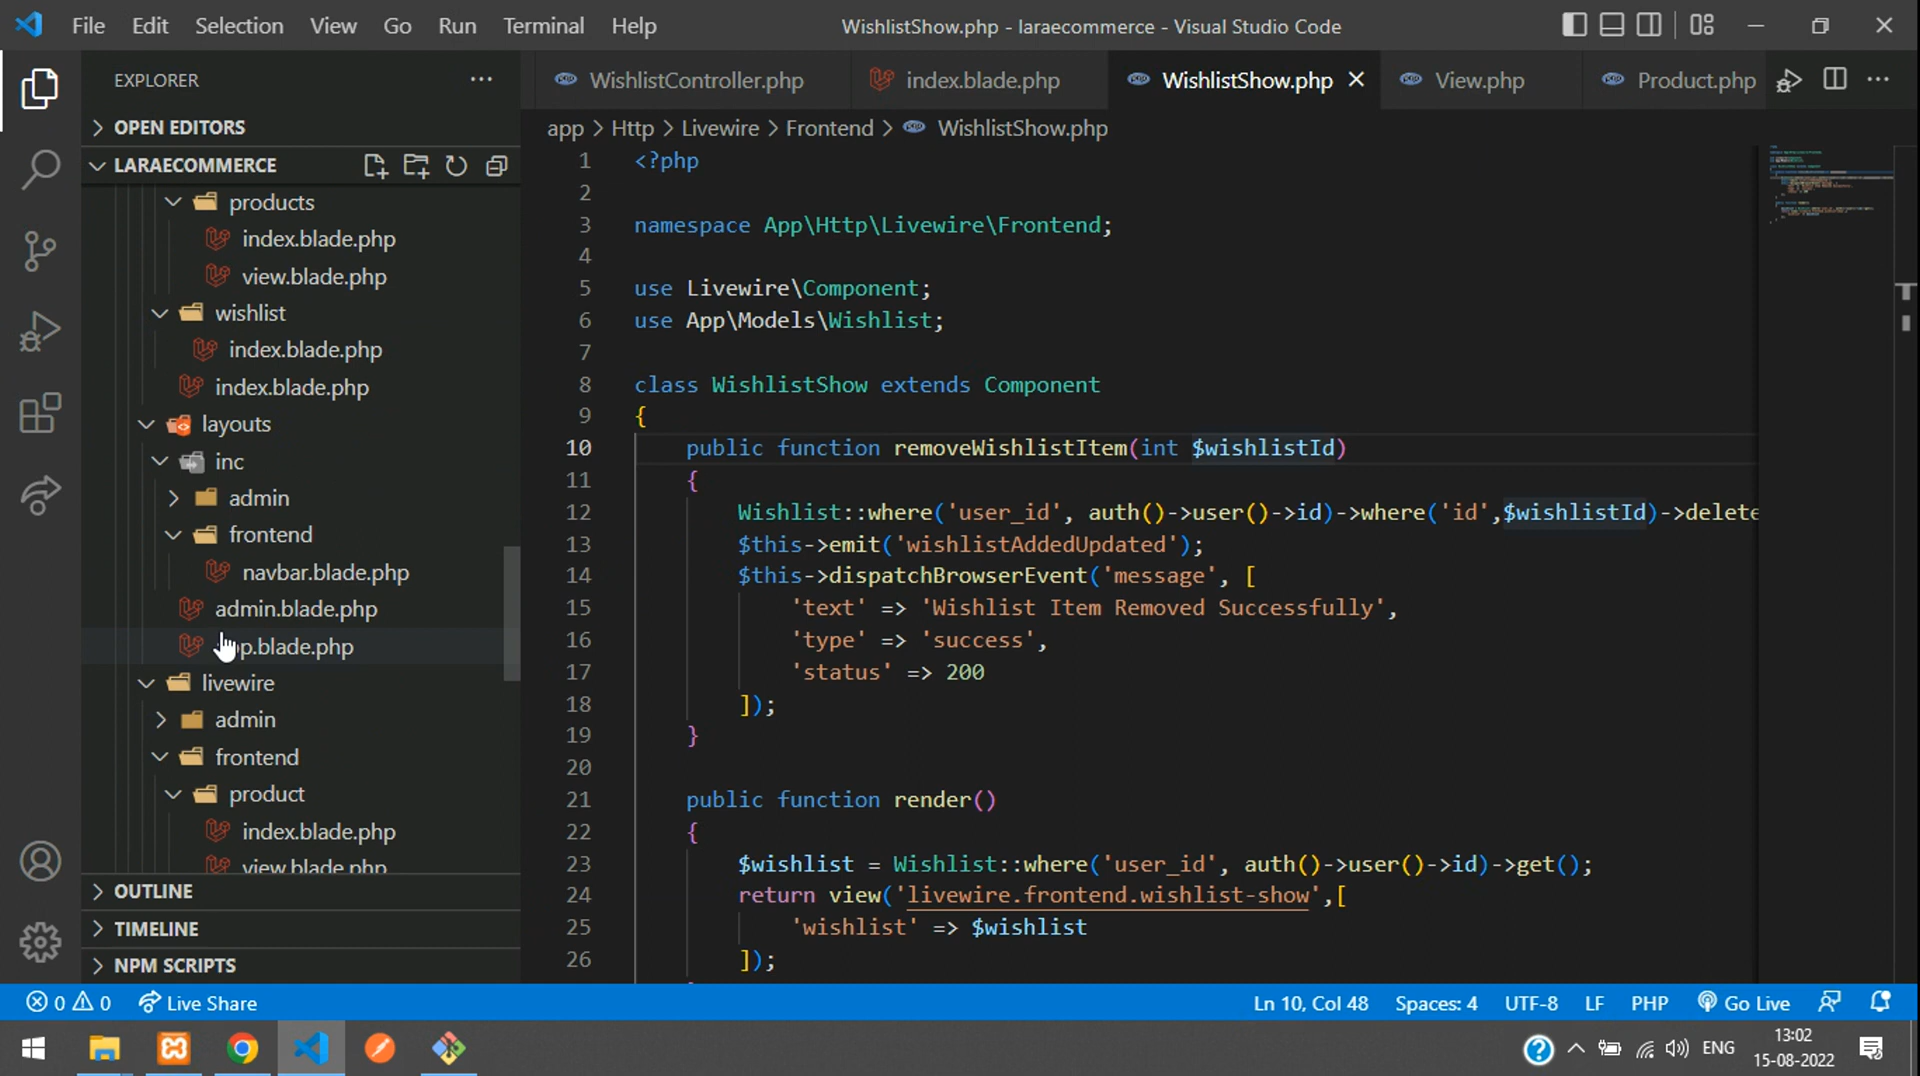 File Edit Selection View Go Run Terminal Help
WishlistShow.php - laraecommerce - Visual Studio Code
EXPLORER
OPEN EDITORS
LARAECOMMERCE
products
index.blade.php
view.blade.php
wishlist
index.blade.php
index.blade.php
layouts
inc
admin
frontend
navbar.blade.php
admin.blade.php
p.blade.php
livewire
admin
frontend
product
index.blade.php
view.blade.php
OUTLINE
TIMELINE
NPM SCRIPTS
WishlistController.php index.blade.php WishlistShow.php View.php Product.php
app > Http > Livewire > Frontend > WishlistShow.php
1 <?php
2
3 namespace App\Http\Livewire\Frontend;
4
5 use Livewire\Component;
6 use App\Models\Wishlist;
7
8 class WishlistShow extends Component
9 {
10 public function removeWishlistItem(int $wishlistId)
11 {
12 Wishlist::where('user_id', auth()->user()->id)->where('id',$wishlistId)->delete
13 $this->emit('wishlistAddedUpdated');
14 $this->dispatchBrowserEvent('message', [
15 'text' => 'Wishlist Item Removed Successfully',
16 'type' => 'success',
17 'status' => 200
18 ]);
19 }
20
21 public function render()
22 {
23 $wishlist = Wishlist::where('user_id', auth()->user()->id)->get();
24 return view('livewire.frontend.wishlist-show',[
25 'wishlist' => $wishlist
26 ]);
0 0 Live Share
Ln 10, Col 48 Spaces: 4 UTF-8 LF PHP Go Live
ENG
13:02
15-08-2022